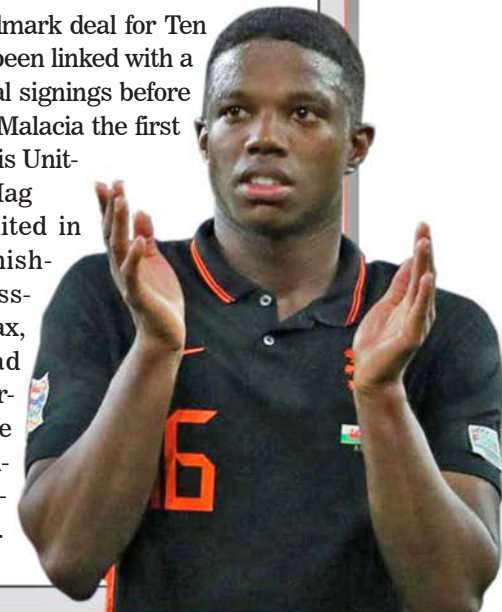 lmark deal for Ten
been linked with a
al signings before
Malacia the first
is Unit-
Mag
ited in
nish-
ss-
ax,
ad
r-
e
-
-
.
16